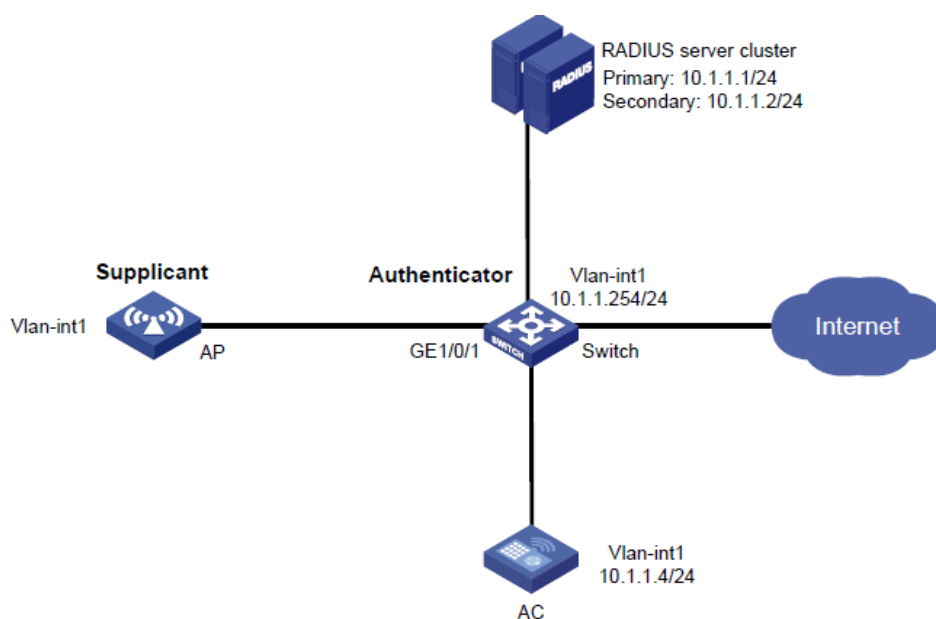 RADIUS
RADIUS server cluster
Primary: 10.1.1.1/24
Secondary: 10.1.1.2/24
Supplicant
Authenticator
Vlan-int1
10.1.1.254/24
Vlan-int1
AP
GE1/0/1
SWITCH
Switch
Internet
Vlan-int1
10.1.1.4/24
AC